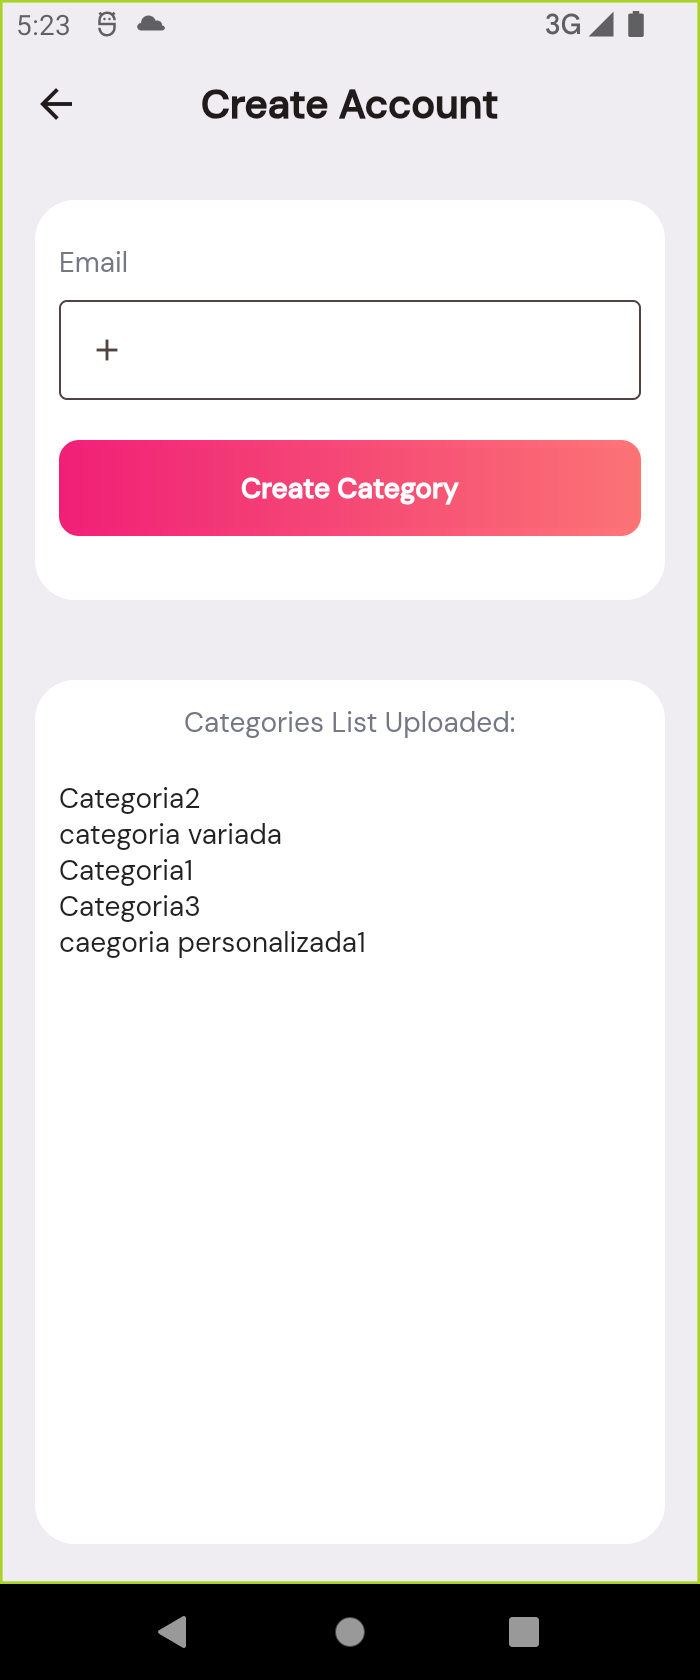 5:23
3G
Create Account
Email
Create Category
Categories List Uploaded:
Categoria2
categoria variada
Categoria1
Categoria3
caegoria personalizada1